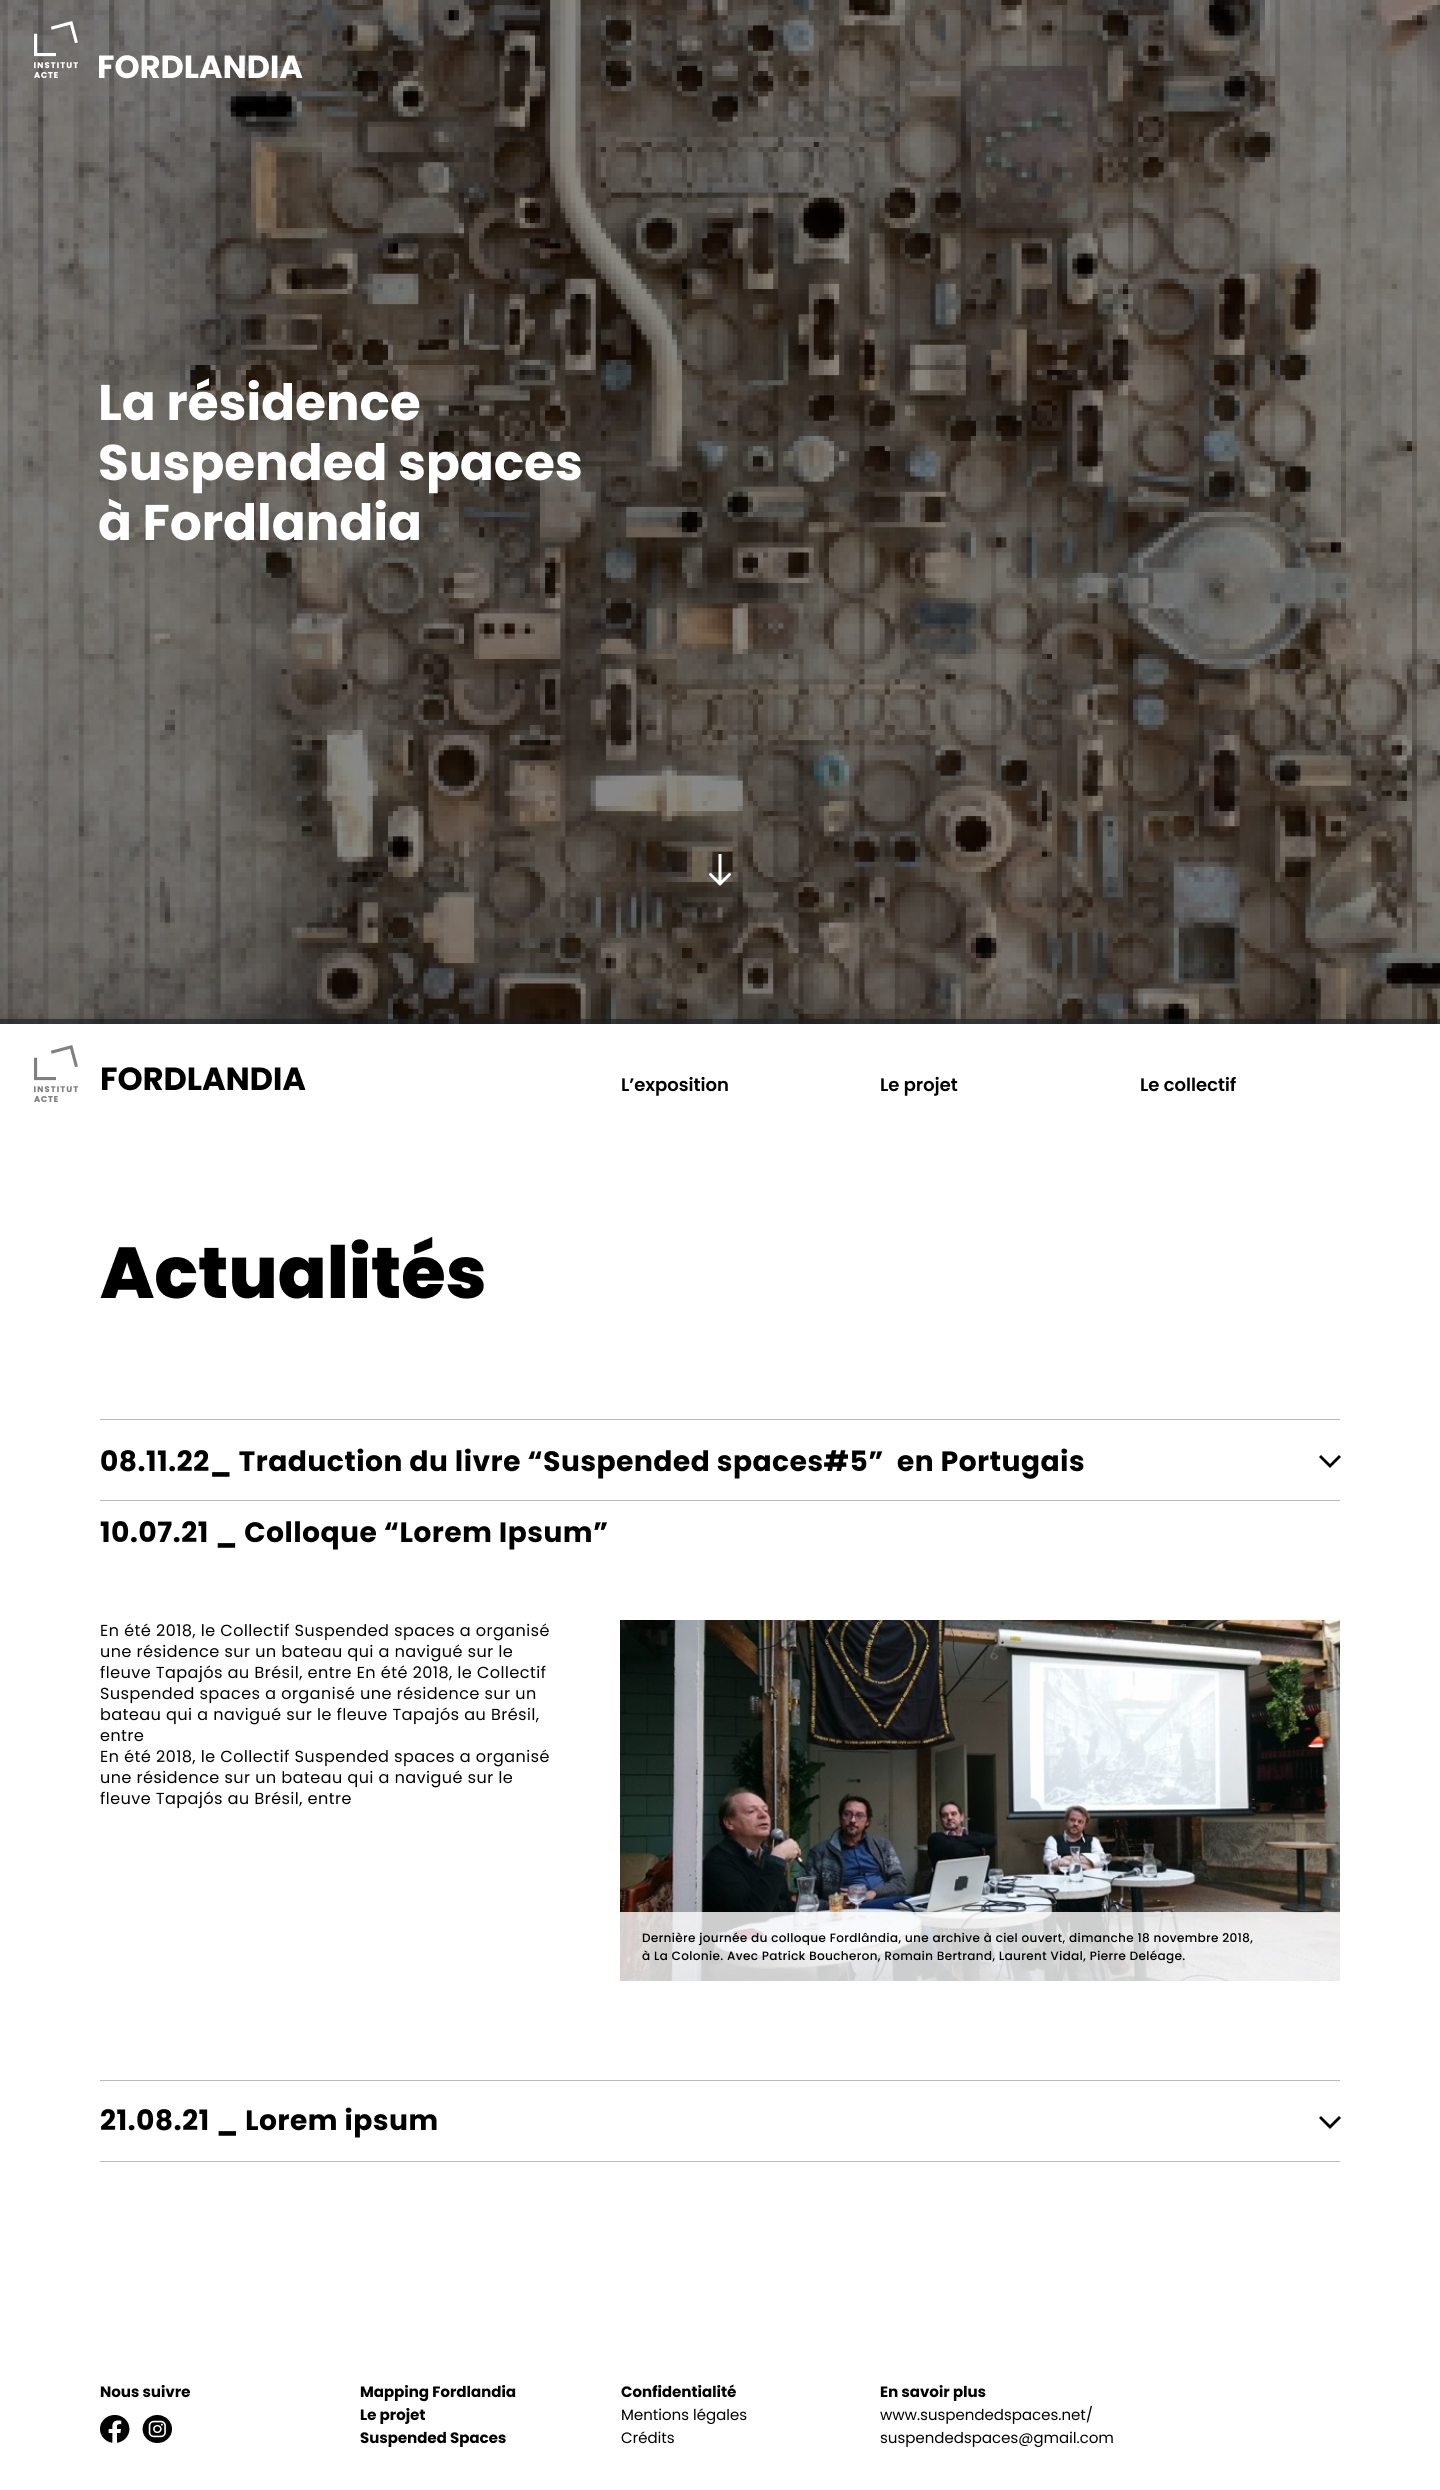 INSTITUT
ACTE
FORDLANDIA
La résidence
Suspended spaces
à Fordlandia
INSTITUT
ACTE
FORDLANDIA
L’exposition
Le projet
Le collectif
Actualités
08.11.22_ Traduction du livre “Suspended spaces#5”  en Portugais
10.07.21 _ Colloque “Lorem Ipsum”
En été 2018, le Collectif Suspended spaces a organisé
une résidence sur un bateau qui a navigué sur le
fleuve Tapajós au Brésil, entre En été 2018, le Collectif
Suspended spaces a organisé une résidence sur un
bateau qui a navigué sur le fleuve Tapajós au Brésil,
entre
En été 2018, le Collectif Suspended spaces a organisé
une résidence sur un bateau qui a navigué sur le
fleuve Tapajós au Brésil, entre
Dernière journée du colloque Fordlândia, une archive à ciel ouvert, dimanche 18 novembre 2018,
à La Colonie. Avec Patrick Boucheron, Romain Bertrand, Laurent Vidal, Pierre Deléage.
21.08.21 _ Lorem ipsum
Nous suivre
Mapping Fordlandia
Le projet
Suspended Spaces
Confidentialité
Mentions légales
Crédits
En savoir plus
www.suspendedspaces.net/
suspendedspaces@gmail.com